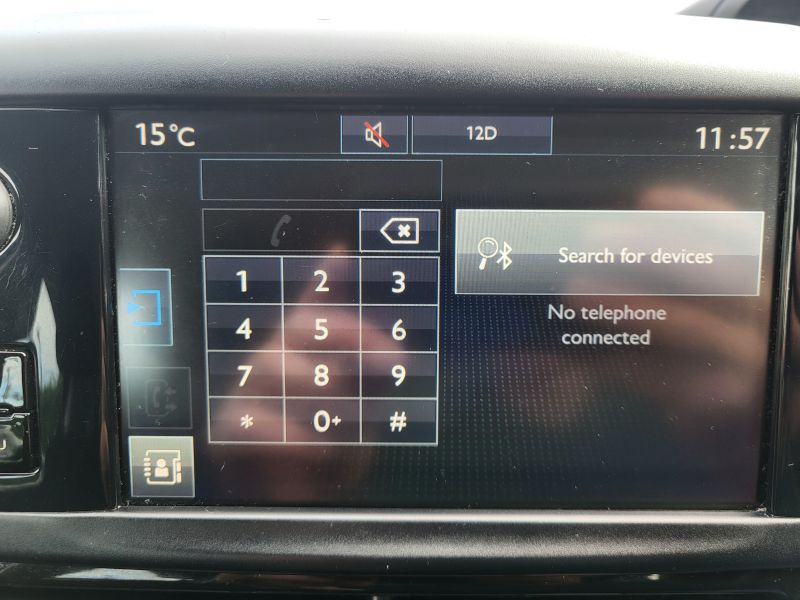 15°C
12D
11:57
Search for devices
No telephone
connected
1 2 3
4 5 6
7 8 9
* 0+ #